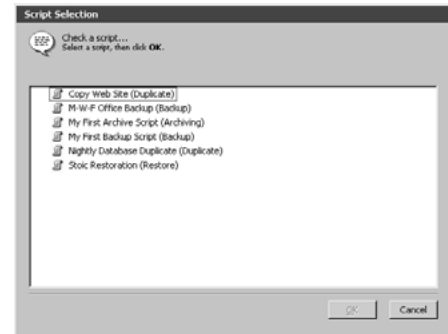 Script Selection
Check a script...
Select a script, then click OK.
Copy Web Site (Duplicate)
M-W-F Office Backup (Backup)
My First Archive Script (Archiving)
My First Backup Script (Backup)
Nightly Database Duplicate (Duplicate)
Stoic Restoration (Restore)
OK Cancel